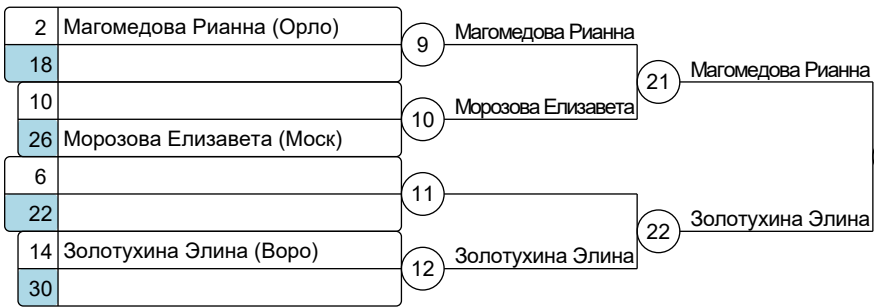 2 Магомедова Рианна (Орло)
18
10
26 Морозова Елизавета (Моск)
6
22
14 Золотухина Элина (Воро)
30
9 Магомедова Рианна
10 Морозова Елизавета
11
12 Золотухина Элина
21 Магомедова Рианна
22 Золотухина Элина